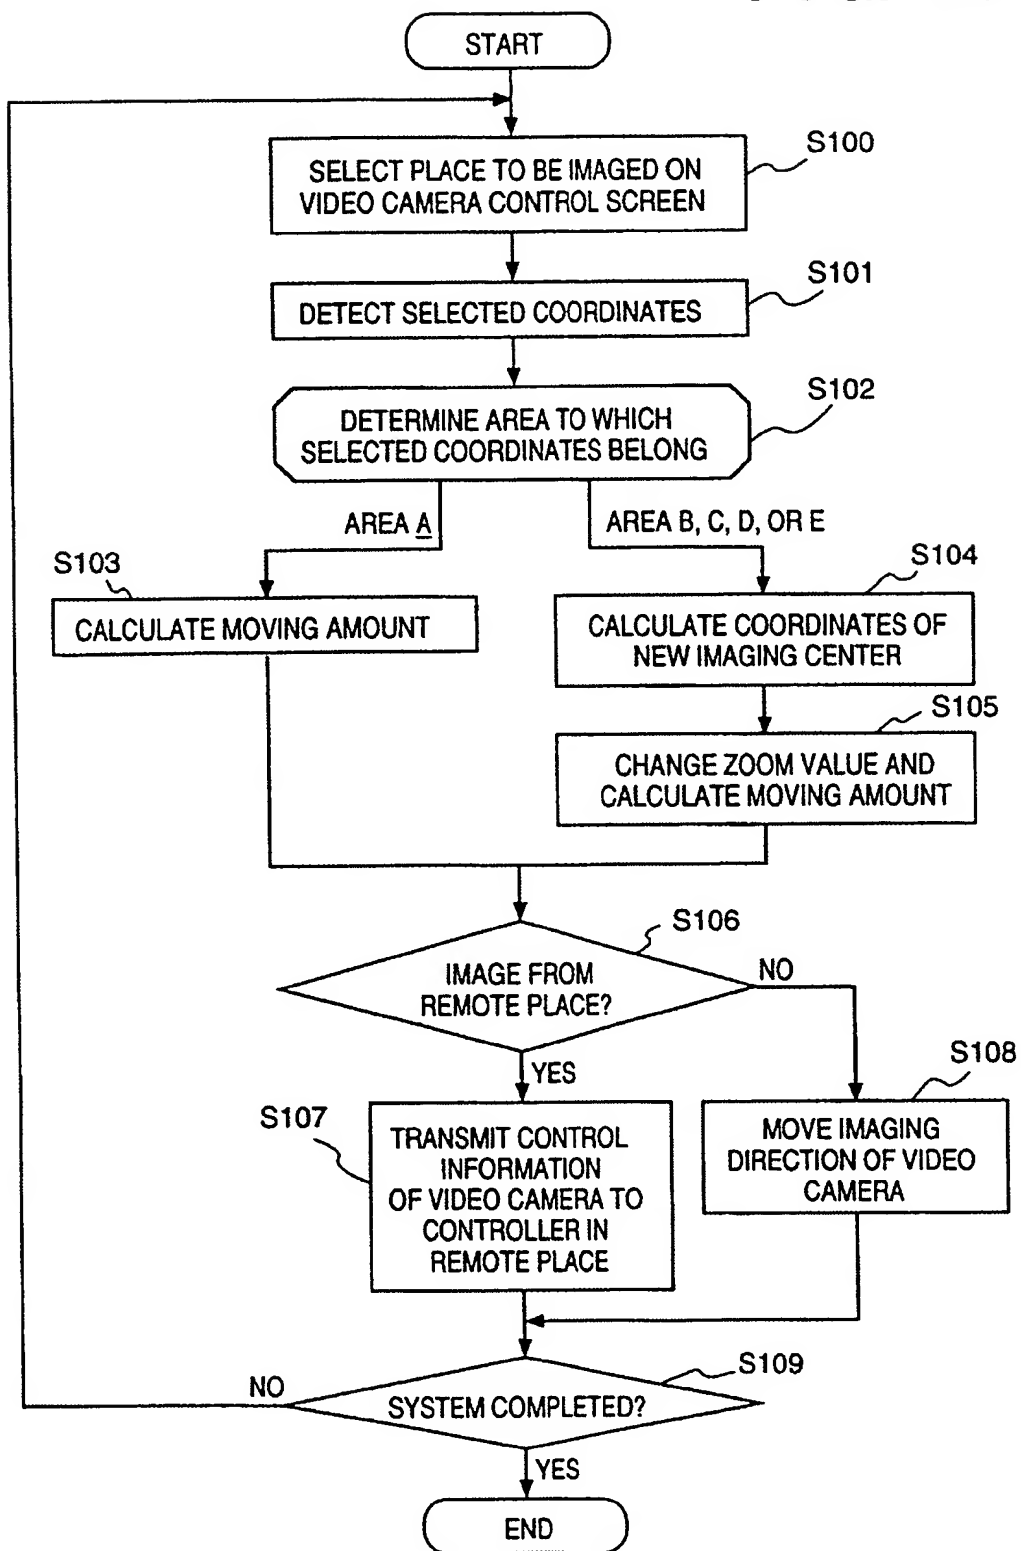 START
S100
SELECT PLACE TO BE IMAGED ON
VIDEO CAMERA CONTROL SCREEN
S101
DETECT SELECTED COORDINATES
S102
DETERMINE AREA TO WHICH
SELECTED COORDINATES BELONG
AREA A
AREA B, C, D, OR E
S103
CALCULATE MOVING AMOUNT
S104
CALCULATE COORDINATES OF
NEW IMAGING CENTER
S105
CHANGE ZOOM VALUE AND
CALCULATE MOVING AMOUNT
S106
IMAGE FROM
REMOTE PLACE?
NO
YES
S107
TRANSMIT CONTROL
INFORMATION
OF VIDEO CAMERA TO
CONTROLLER IN
REMOTE PLACE
S108
MOVE IMAGING
DIRECTION OF VIDEO
CAMERA
S109
SYSTEM COMPLETED?
NO
YES
END